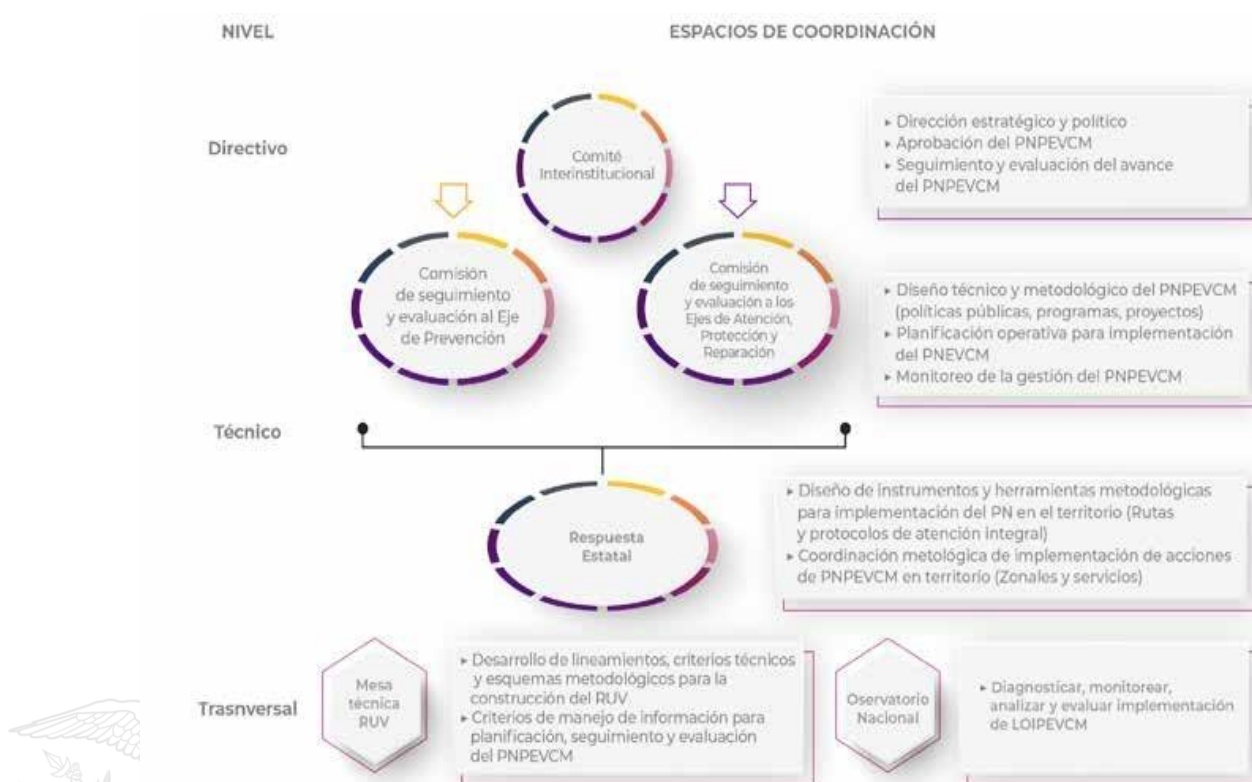 NIVEL
ESPACIOS DE COORDINACIÓN
Directivo
Comité
Interinstitucional
▸ Dirección estratégico y político
▸ Aprobación del PNPEVCM
▸ Seguimiento y evaluación del avance
del PNPEVCM
Comisión
de seguimiento
y evaluación al Eje
de Prevención
Comisión
de seguimiento
y evaluación a los
Ejes de Atención,
Protección y
Reparación
▸ Diseño técnico y metodológico del PNPEVCM
(políticas públicas, programas, proyectos)
▸ Planificación operativa para implementación
del PNEVCM
▸ Monitoreo de la gestión del PNPEVCM
Técnico
Respuesta
Estatal
▸ Diseño de instrumentos y herramientas metodológicas
para implementación del PN en el territorio (Rutas
y protocolos de atención integral)
▸ Coordinación metológica de implementación de acciones
de PNPEVCM en territorio (Zonales y servicios)
Trasnversal
Mesa
técnica
RUV
▸ Desarrollo de lineamientos, criterios técnicos
y esquemas metodológicos para la
construcción del RUV
▸ Criterios de manejo de información para
planificación, seguimiento y evaluación
del PNPEVCM
Oservatorio
Nacional
▸ Diagnosticar, monitorear,
analizar y evaluar implementación
de LOIPEVCM